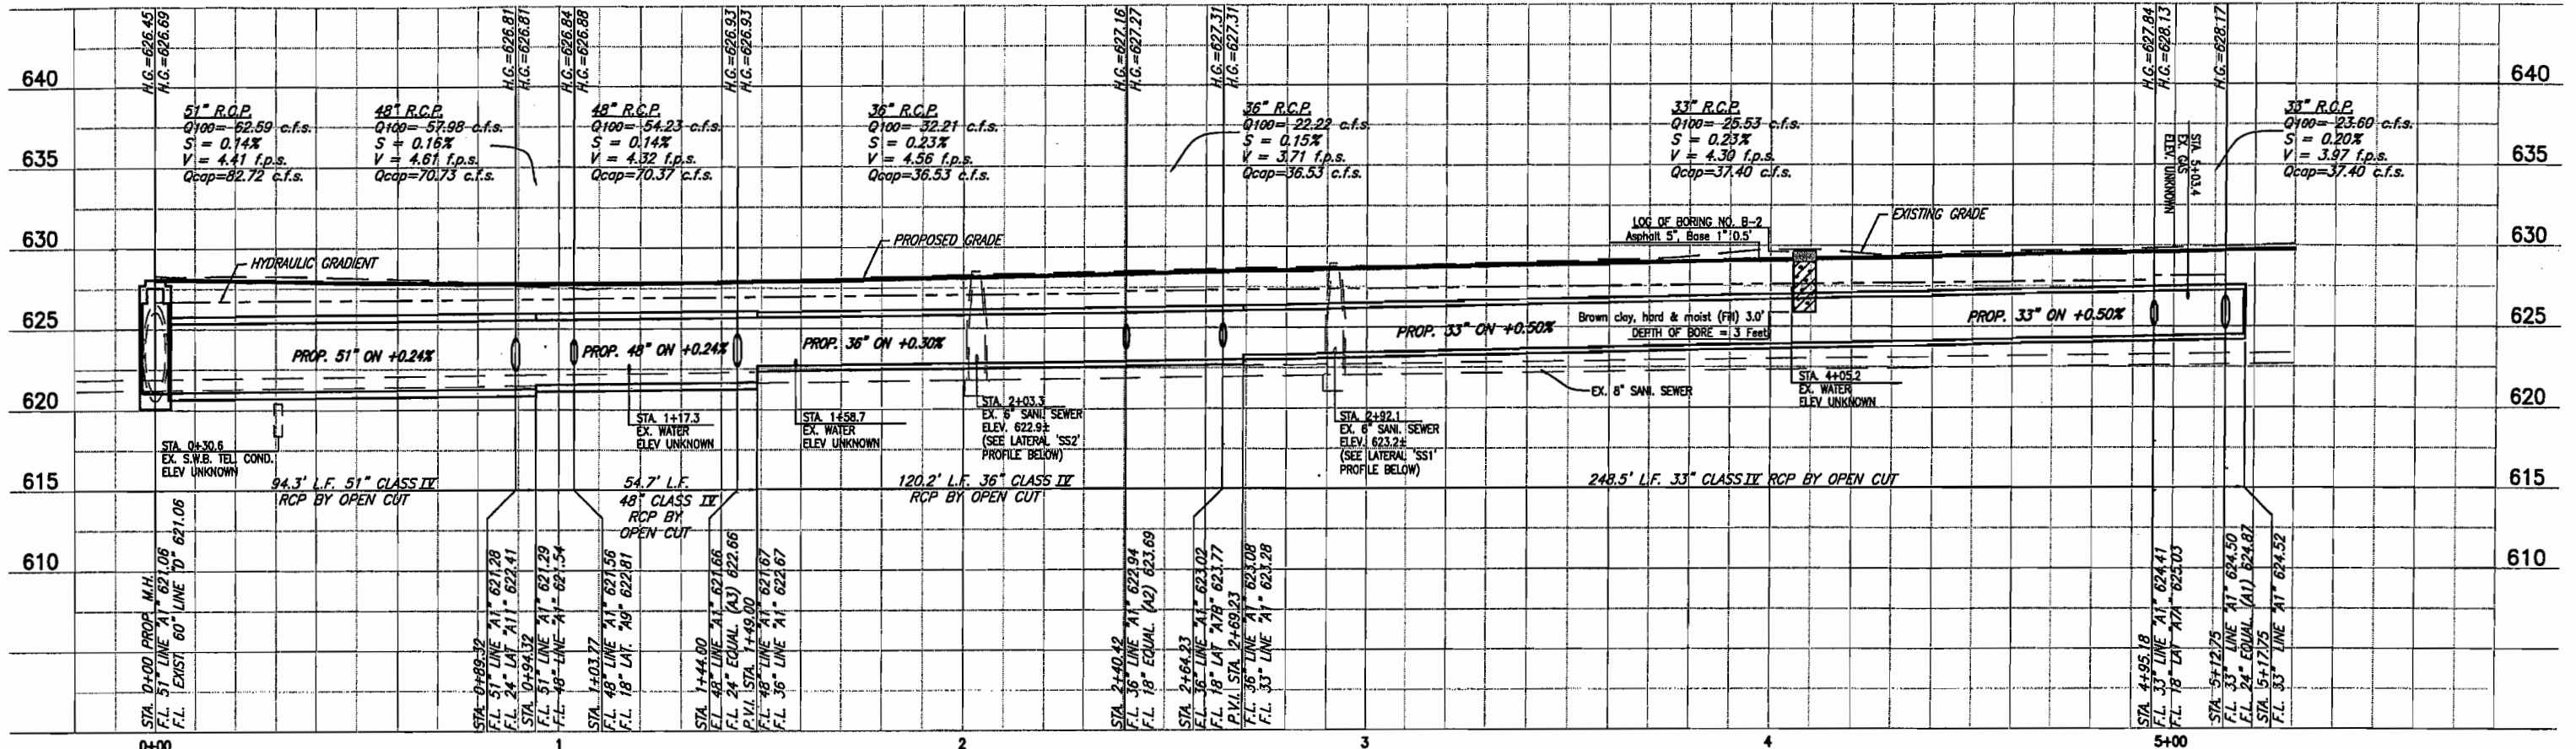 H.G.=626.45
H.G.=626.69
H.G.=626.81
H.G.=626.81
H.G.=626.84
H.G.=626.88
H.G.=626.93
H.G.=626.93
H.G.=627.16
H.G.=627.27
H.G.=627.31
H.G.=627.31
H.G.=627.84
H.G.=628.13
H.G.=628.17
640
640
51" R.C.P.
Q100= 62.59 c.f.s.
S = 0.14%
V = 4.41 f.p.s.
Qcap=82.72 c.f.s.
48" R.C.P.
Q100= 57.98 c.f.s.
S = 0.16%
V = 4.61 f.p.s.
Qcap=70.73 c.f.s.
48" R.C.P.
Q100= 54.23 c.f.s.
S = 0.14%
V = 4.32 f.p.s.
Qcap=70.37 c.f.s.
36" R.C.P.
Q100= 32.21 c.f.s.
S = 0.23%
V = 4.56 f.p.s.
Qcap=36.53 c.f.s.
36" R.C.P.
Q100= 22.22 c.f.s.
S = 0.15%
V = 3.71 f.p.s.
Qcap=36.53 c.f.s.
33" R.C.P.
Q100= 25.53 c.f.s.
S = 0.23%
V = 4.30 f.p.s.
Qcap=37.40 c.f.s.
33" R.C.P.
Q100= 23.60 c.f.s.
S = 0.20%
V = 3.97 f.p.s.
Qcap=37.40 c.f.s.
STA. 5+03.4
EX. GAS
ELEV. UNKNOWN
635
635
630
630
LOG OF BORING NO. B-2
Asphalt 5", Base 1" 0.5'
EXISTING GRADE
PROPOSED GRADE
HYDRAULIC GRADIENT
625
625
PROP. 51" ON +0.24%
PROP. 48" ON +0.24%
PROP. 36" ON +0.30%
PROP. 33" ON +0.50%
Brown clay, hard & moist (Fill) 3.0'
DEPTH OF BORE = 3 Feet
PROP. 33" ON +0.50%
EX. 8" SANI. SEWER
620
620
STA. 0+30.6
EX. S.W.B. TEL. COND.
ELEV UNKNOWN
STA. 1+17.3
EX. WATER
ELEV UNKNOWN
STA. 1+58.7
EX. WATER
ELEV UNKNOWN
STA. 2+03.3
EX. 6" SANI. SEWER
ELEV. 622.9±
(SEE LATERAL 'SS2'
PROFILE BELOW)
STA. 2+92.1
EX. 6" SANI. SEWER
ELEV. 623.2±
(SEE LATERAL 'SS1'
PROFILE BELOW)
STA. 4+05.2
EX. WATER
ELEV UNKNOWN
615
615
94.3' L.F. 51" CLASS IV
RCP BY OPEN CUT
54.7' L.F.
48" CLASS IV
RCP BY
OPEN CUT
120.2' L.F. 36" CLASS IV
RCP BY OPEN CUT
248.5' L.F. 33" CLASS IV RCP BY OPEN CUT
610
610
STA. 0+00 PROP. M.H.
F.L. 51" LINE "A1" 621.06
F.L. EXIST. 60" LINE "D" 621.06
STA. 0+89.32
F.L. 51" LINE "A1" 621.28
F.L. 24" LAT "A11" 622.41
STA. 0+94.32
F.L. 51" LINE "A1" 621.29
F.L. 48" LINE "A1" 621.54
STA. 1+03.77
F.L. 48" LINE "A1" 621.56
F.L. 18" LAT. "A9" 622.81
STA. 1+44.00
F.L. 48" LINE "A1" 621.66
F.L. 24" EQUAL. (A3) 622.66
P.V.I. STA. 1+49.00
F.L. 48" LINE "A1" 621.67
F.L. 36" LINE "A1" 622.67
STA. 2+40.42
F.L. 36" LINE "A1" 622.94
F.L. 18" EQUAL. (A2) 623.69
STA. 2+64.23
F.L. 36" LINE "A1" 623.02
F.L. 18" LAT "A7B" 623.77
P.V.I. STA. 2+69.23
F.L. 36" LINE "A1" 623.08
F.L. 33" LINE "A1" 623.28
STA. 4+95.18
F.L. 33" LINE "A1" 624.41
F.L. 18" LAT "A7A" 625.03
STA. 5+12.75
F.L. 33" LINE "A1" 624.50
F.L. 24" EQUAL. (A1) 624.87
STA. 5+17.75
F.L. 33" LINE "A1" 624.52
0+00
1
2
3
4
5+00